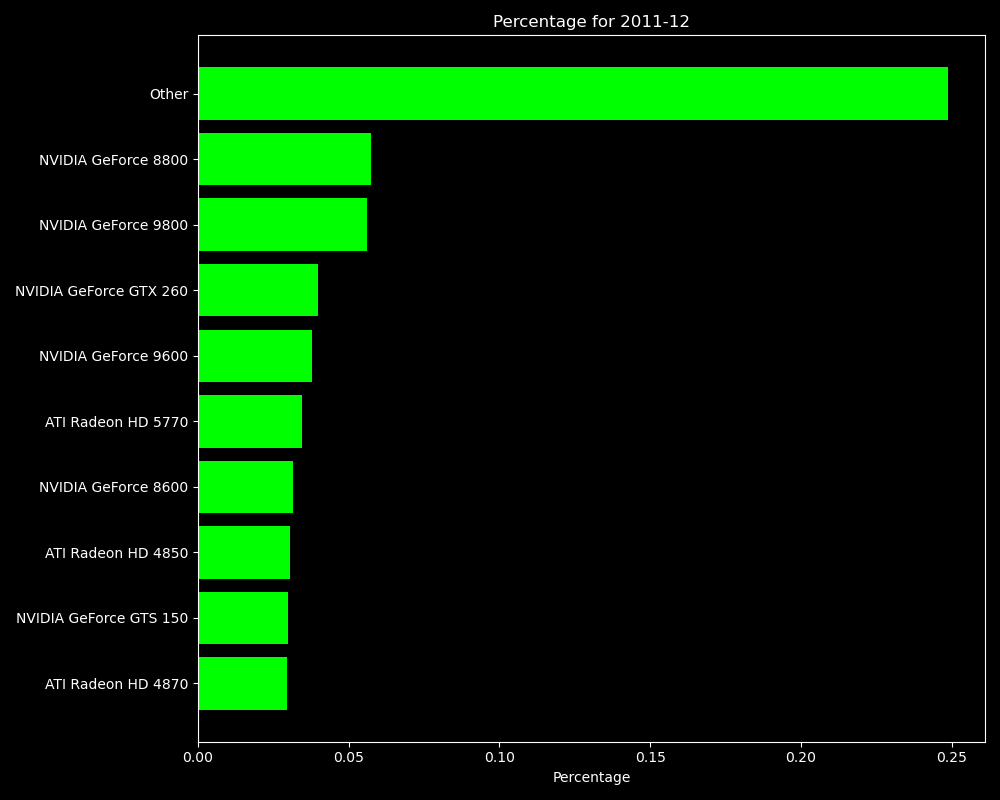 Percentage for 2011-12
Other
NVIDIA GeForce 8800
NVIDIA GeForce 9800
NVIDIA GeForce GTX 260
NVIDIA GeForce 9600
ATI Radeon HD 5770
NVIDIA GeForce 8600
ATI Radeon HD 4850
NVIDIA GeForce GTS 150
ATI Radeon HD 4870
0.00 0.05 0.10 0.15 0.20 0.25
Percentage